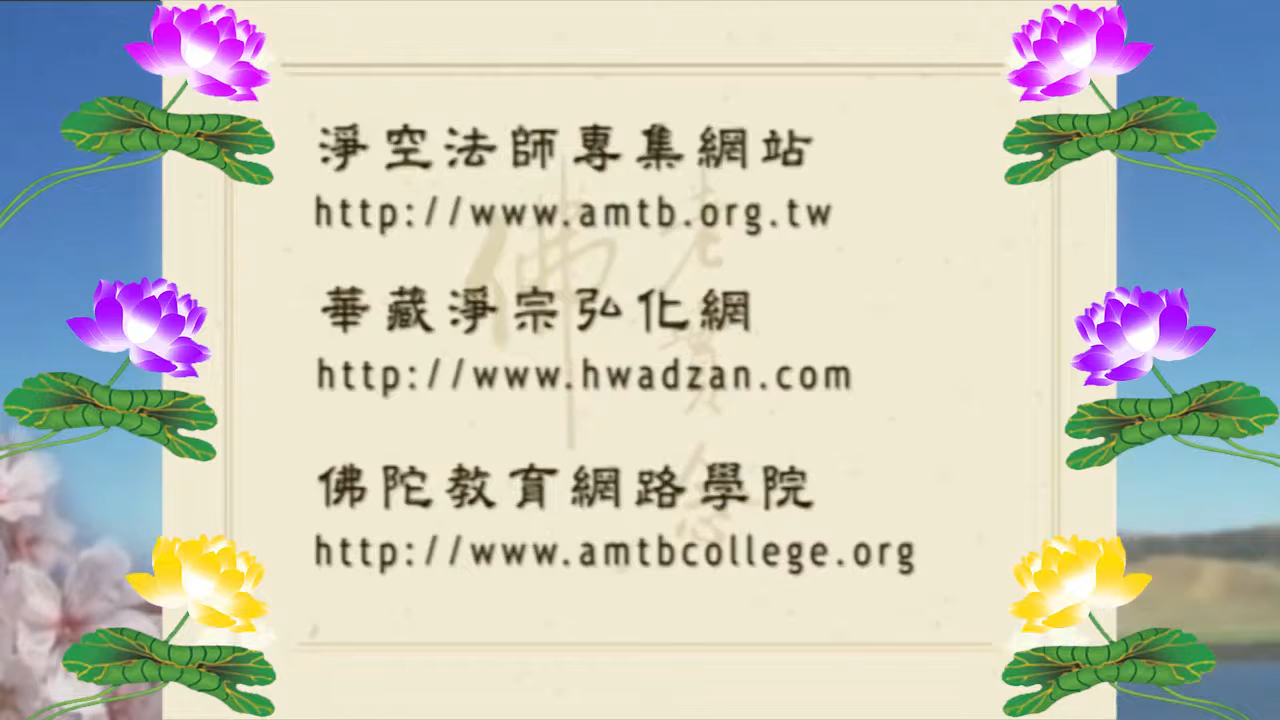 淨空法師專集網站
http://www.amtb.org.tw
華藏淨宗弘化網
http://www.hwadzan.com
佛陀教育網路學院
http://www.amtbcollege.org
佛